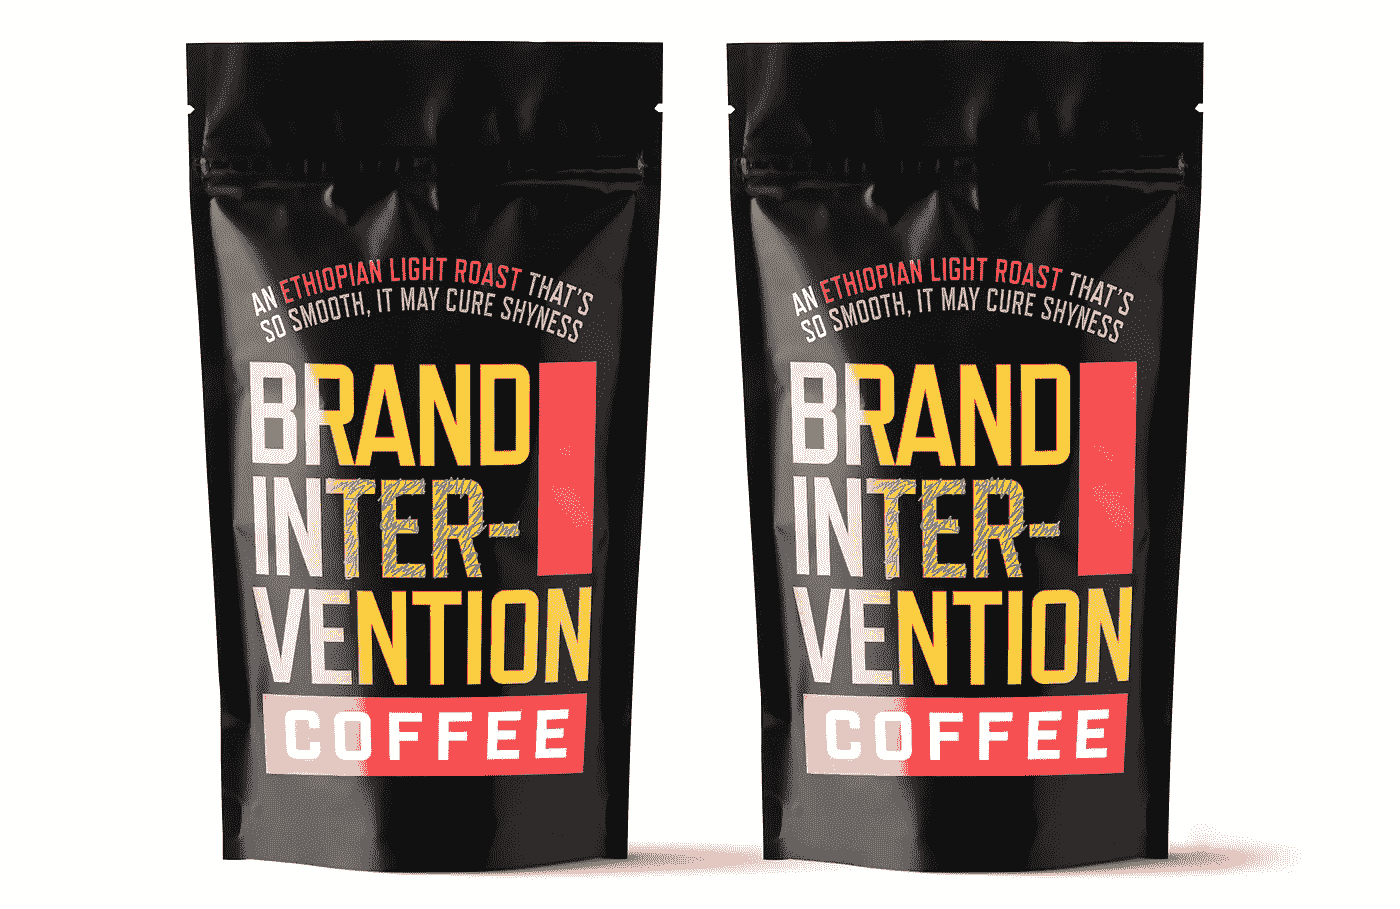 AN ETHIOPIAN LIGHT ROAST THAT'S
SO SMOOTH, IT MAY CURE SHYNESS
BRAND
INTER-
VENTION
COFFEE
AN ETHIOPIAN LIGHT ROAST THAT'S
SO SMOOTH, IT MAY CURE SHYNESS
BRAND
INTER-
VENTION
COFFEE